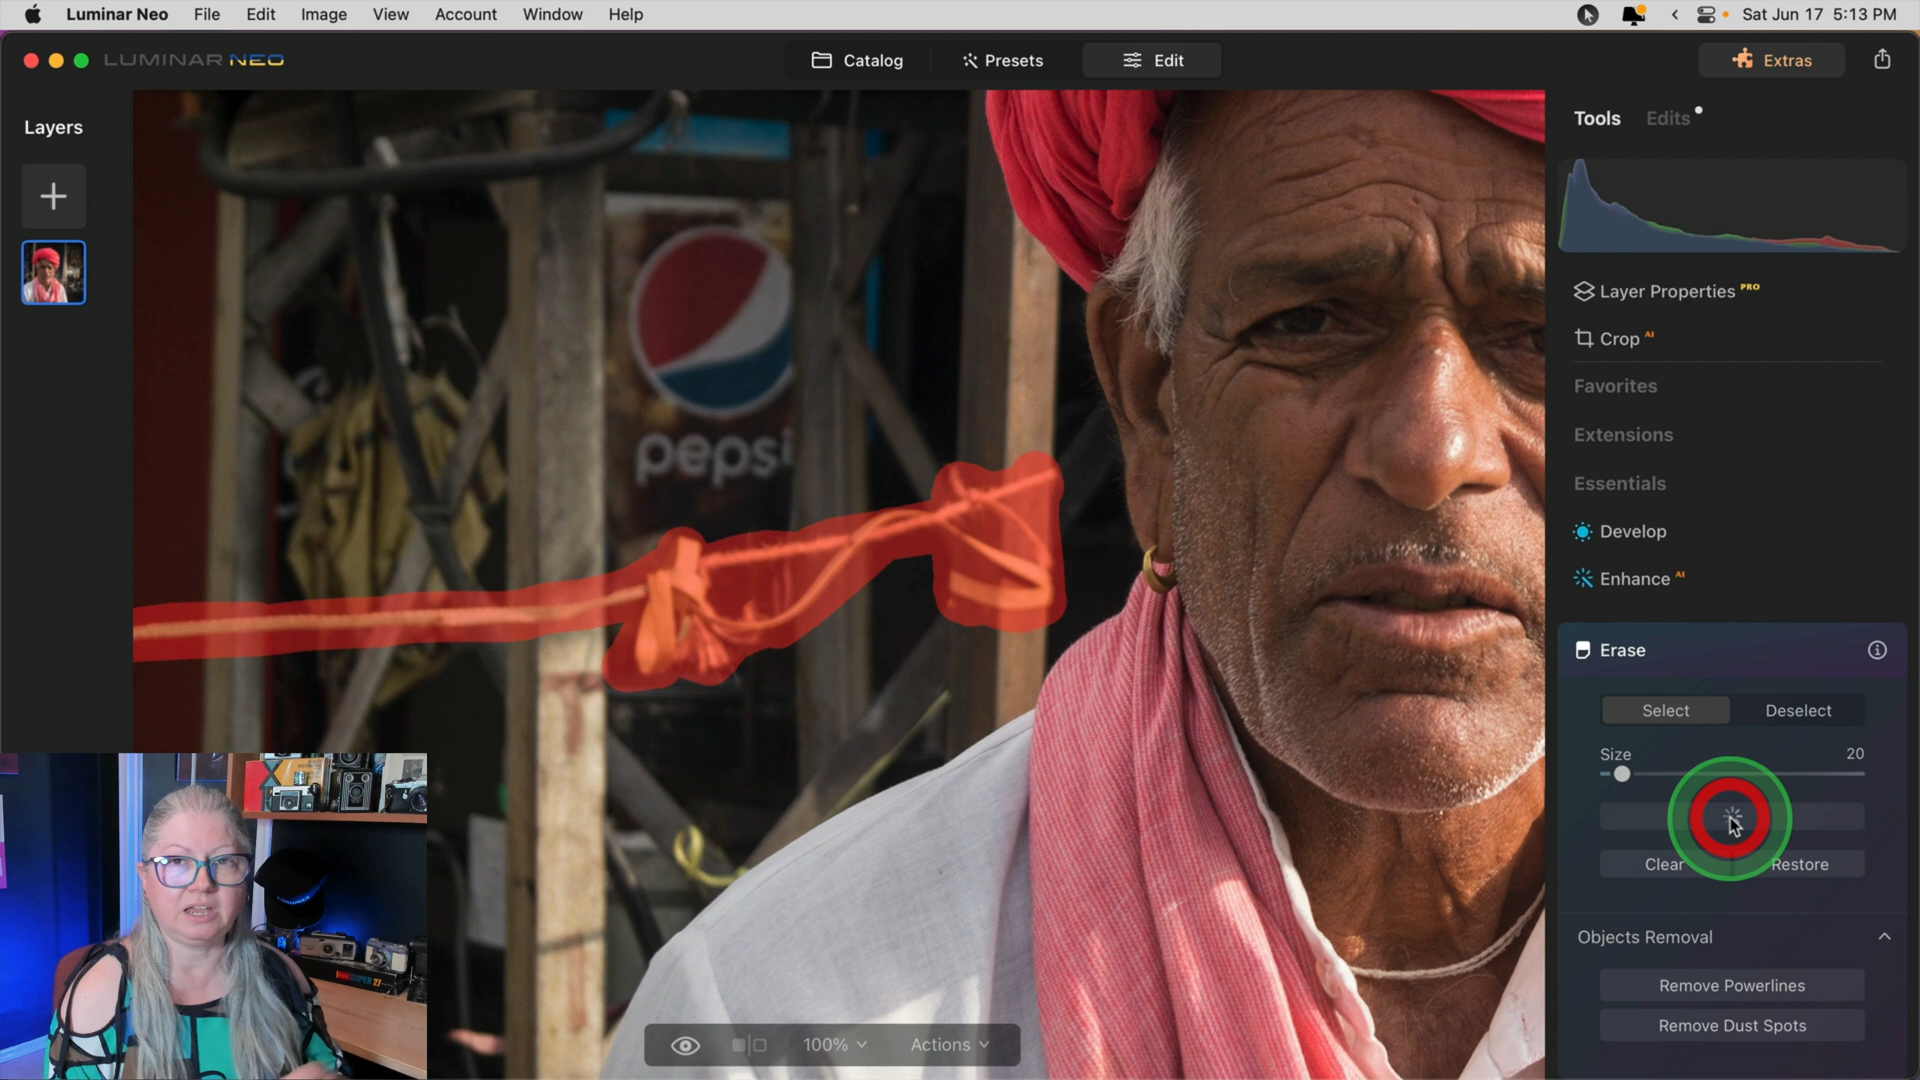 Luminar Neo File Edit Image View Account Window Help Sat Jun 17 5:13 PM
LUMINAR NEO Catalog Presets Edit Extras
Layers
Tools Edits
Layer Properties PRO
Crop AI
Favorites
Extensions
Essentials
Develop
Enhance AI
Erase
Select Deselect
Size 20
Clear Restore
Objects Removal
Remove Powerlines
Remove Dust Spots
100% Actions
pepsi
SUPER 27